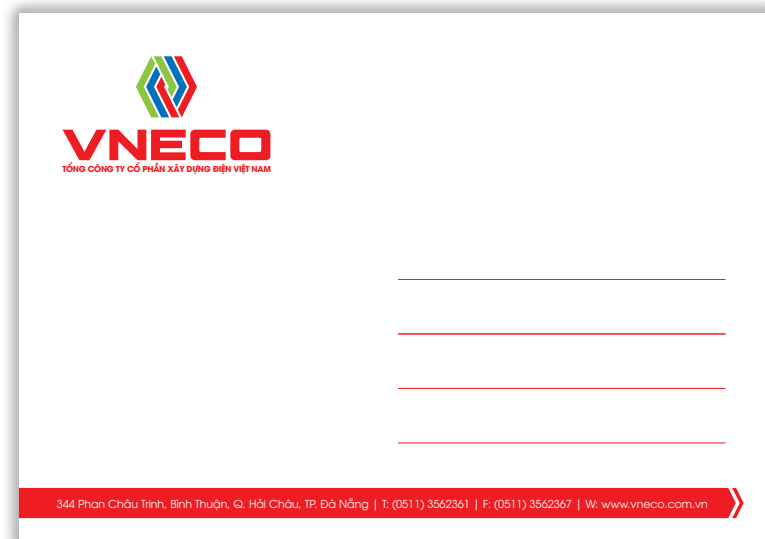 VNECO
TỔNG CÔNG TY CỔ PHẦN XÂY DỰNG ĐIỆN VIỆT NAM
344 Phan Châu Trinh, Bình Thuận, Q. Hải Châu, TP. Đà Nẵng | T: (0511) 3562361 | F: (0511) 3562367 | W: www.vneco.com.vn